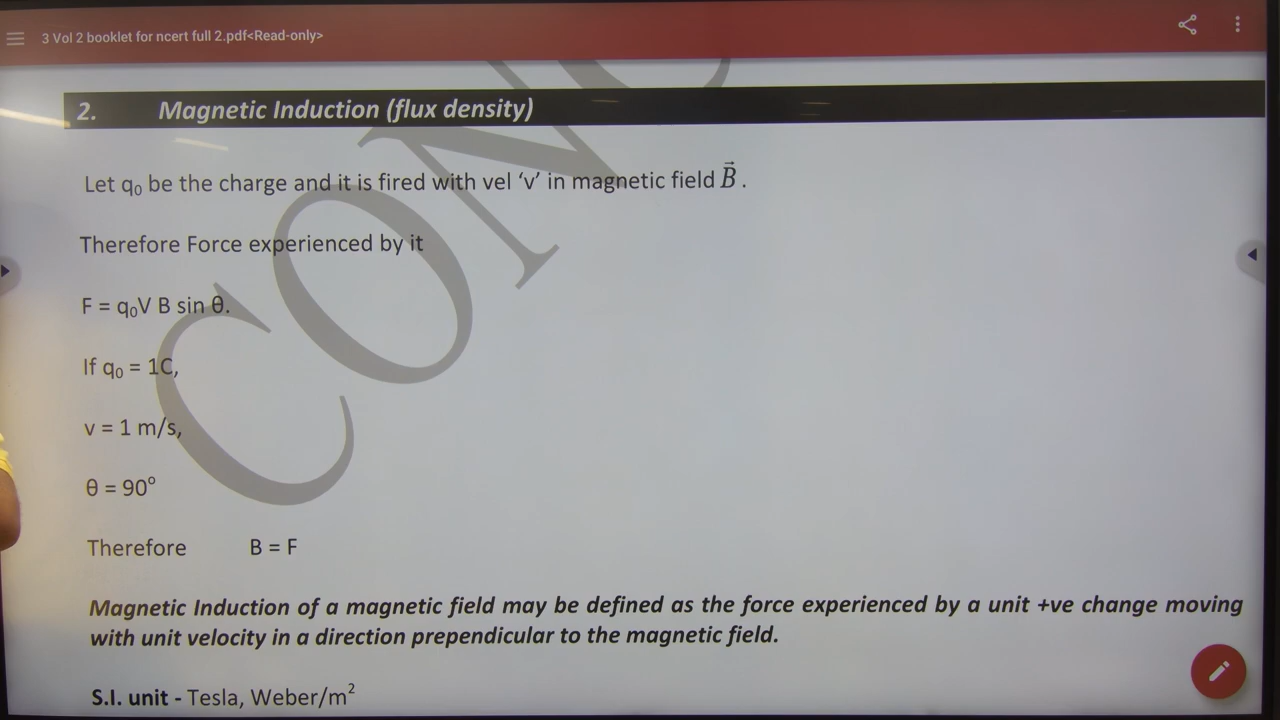 3 Vol 2 booklet for ncert full 2.pdf<Read-only>
2. Magnetic Induction (flux density)
Let q₀ be the charge and it is fired with vel ‘v’ in magnetic field B⃗ .
Therefore Force experienced by it
F = q₀V B sin θ.
If q₀ = 1C,
v = 1 m/s,
θ = 90°
Therefore B = F
Magnetic Induction of a magnetic field may be defined as the force experienced by a unit +ve change moving
with unit velocity in a direction prependicular to the magnetic field.
S.I. unit - Tesla, Weber/m²